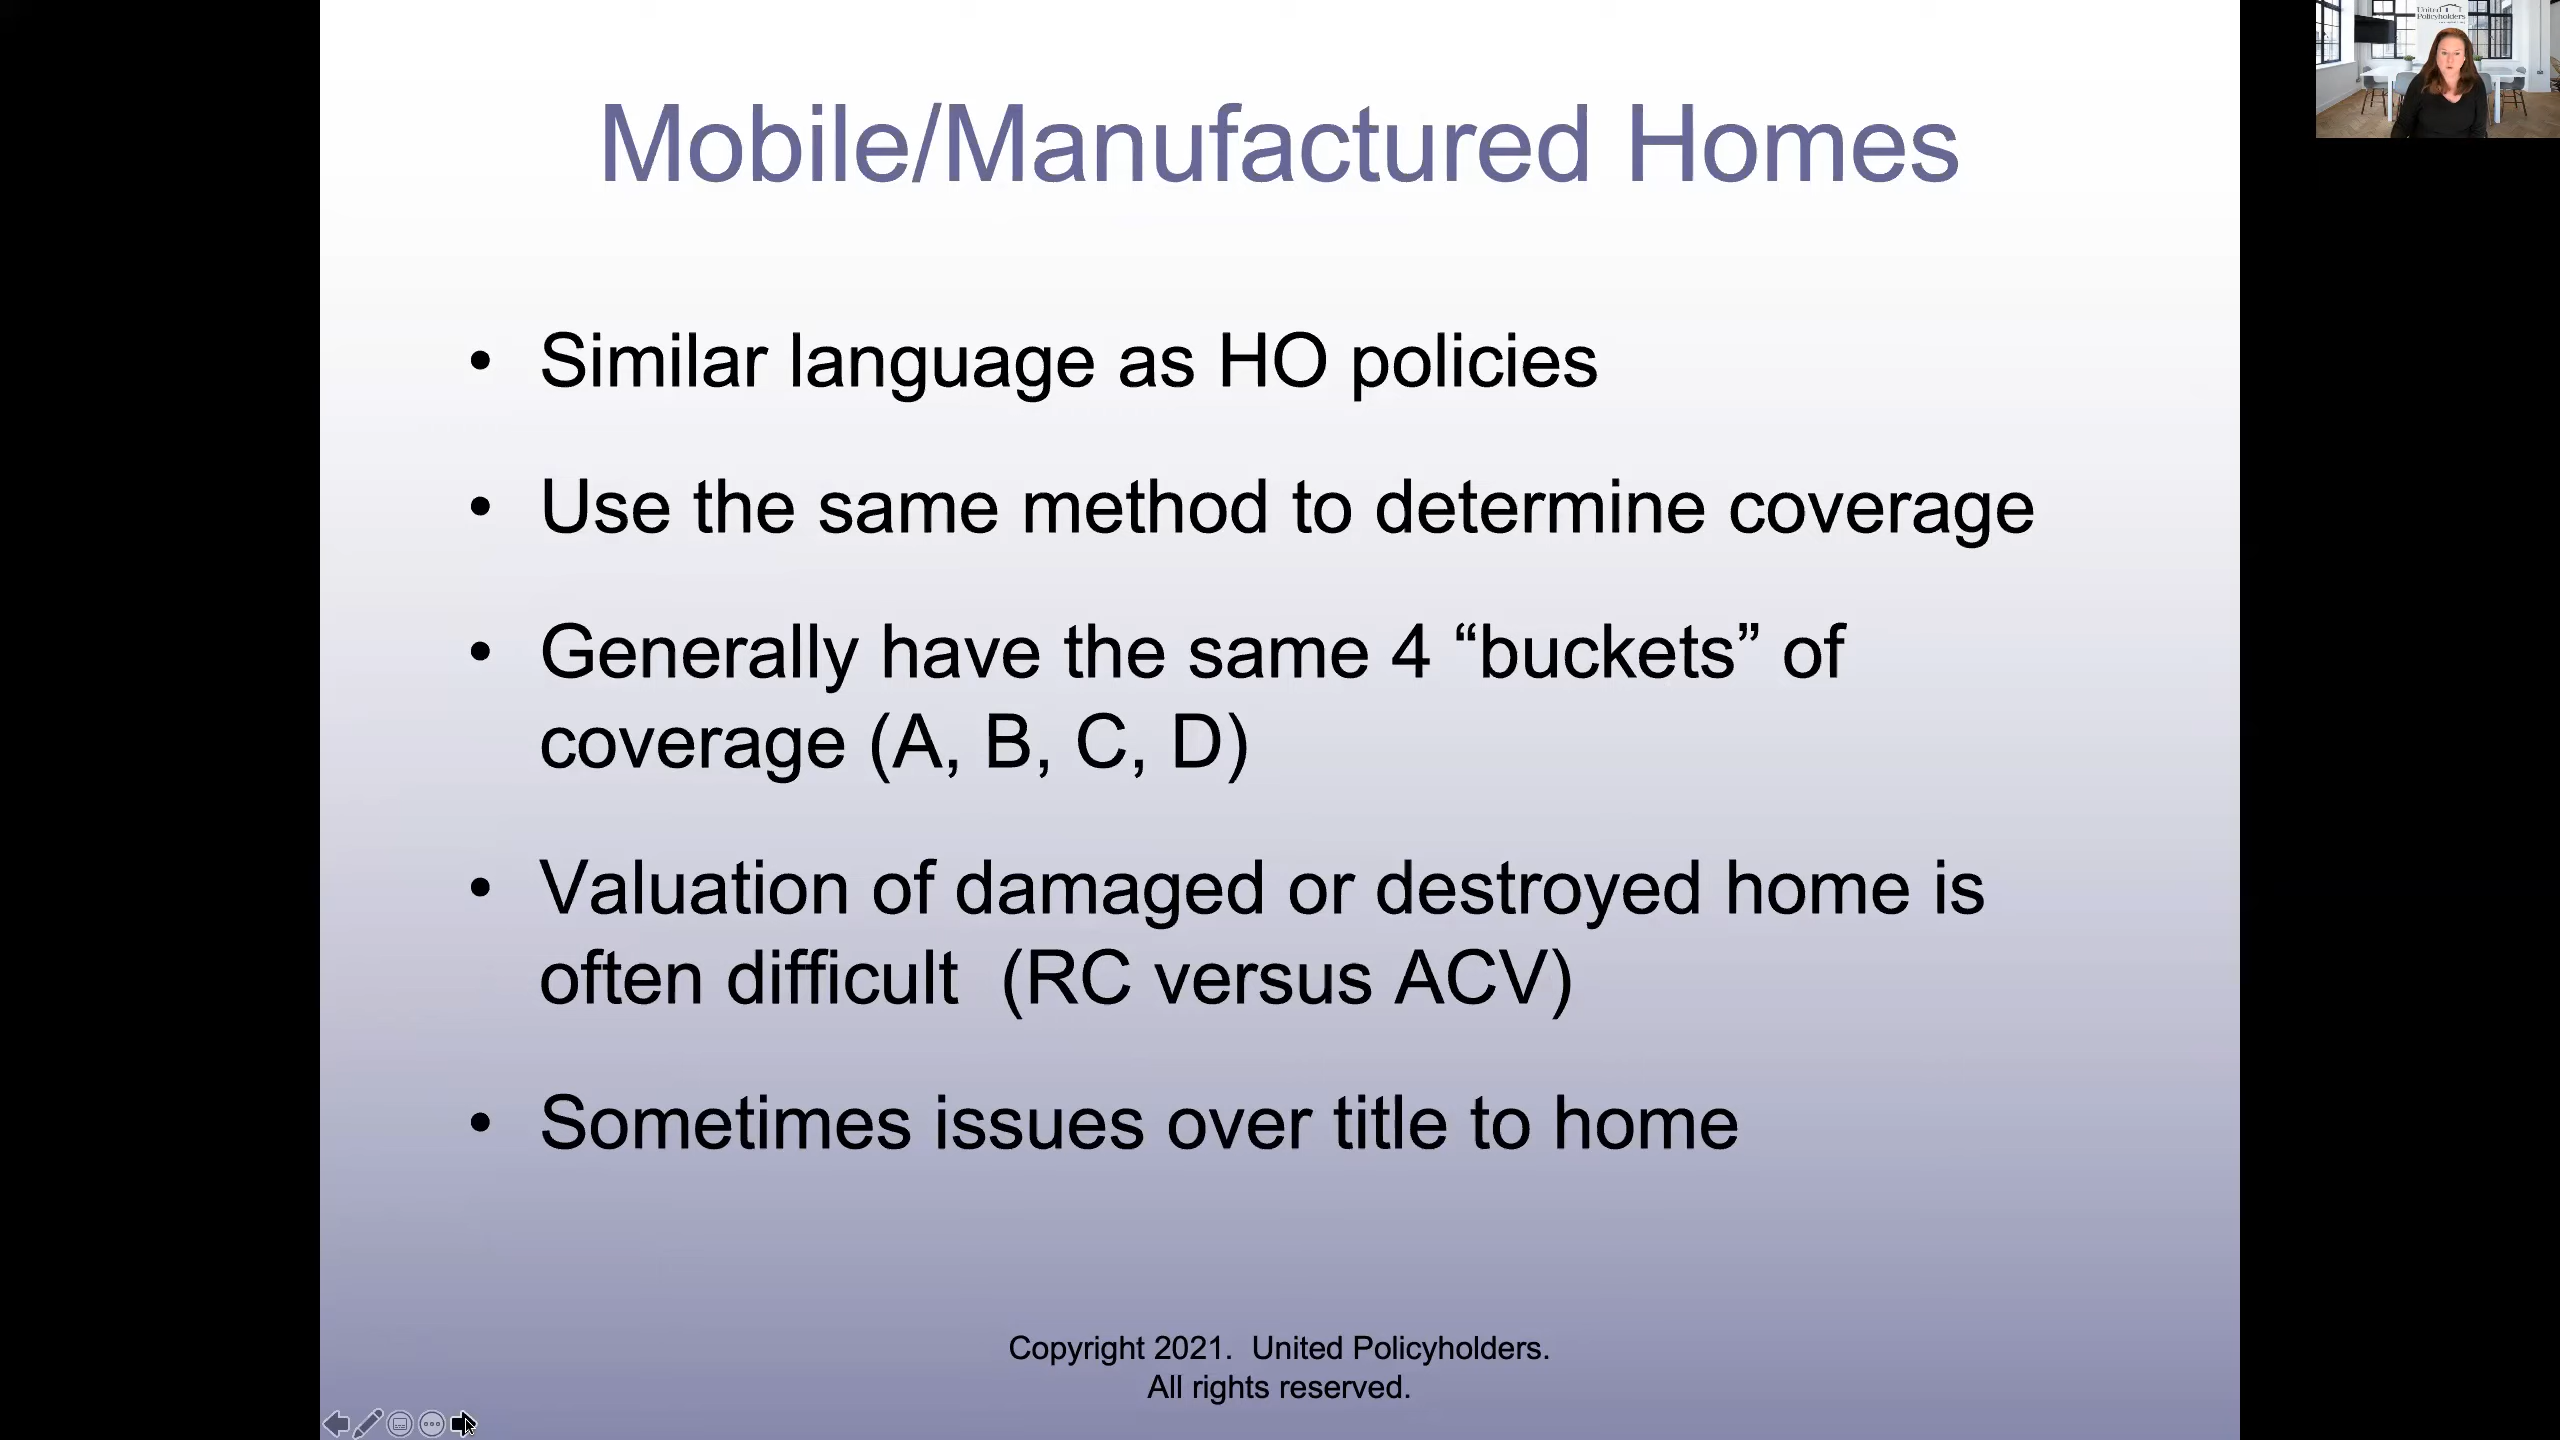 Mobile/Manufactured Homes
• Similar language as HO policies
• Use the same method to determine coverage
• Generally have the same 4 “buckets” of
coverage (A, B, C, D)
• Valuation of damaged or destroyed home is
often difficult  (RC versus ACV)
• Sometimes issues over title to home
Copyright 2021.  United Policyholders.
All rights reserved.
United
Policyholders